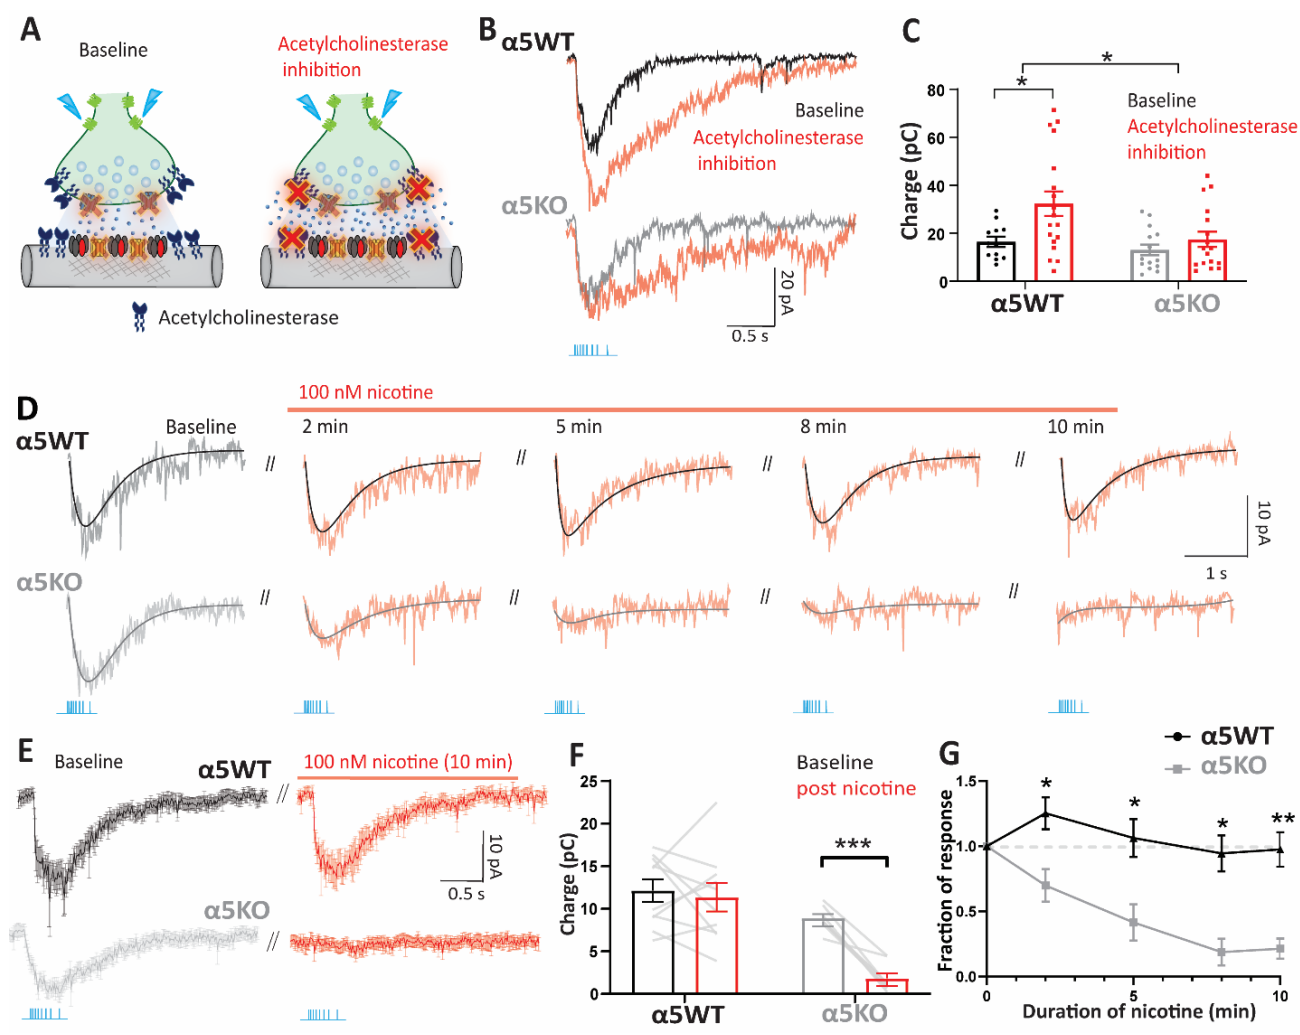 A
Baseline
Acetylcholinesterase
inhibition
Acetylcholinesterase
B
α5WT
Baseline
Acetylcholinesterase
inhibition
α5KO
20 pA
0.5 s
C
*
*
Baseline
Acetylcholinesterase
inhibition
Charge (pC)
80
60
40
20
0
α5WT
α5KO
D
100 nM nicotine
α5WT
Baseline
2 min
5 min
8 min
10 min
//
//
//
//
10 pA
1 s
α5KO
//
//
//
//
E
Baseline
α5WT
100 nM nicotine (10 min)
//
10 pA
0.5 s
α5KO
//
F
Baseline
post nicotine
***
Charge (pC)
25
20
15
10
5
0
α5WT
α5KO
G
α5WT
α5KO
Fraction of response
1.5
1.0
0.5
0.0
*
*
*
**
0
5
10
Duration of nicotine (min)